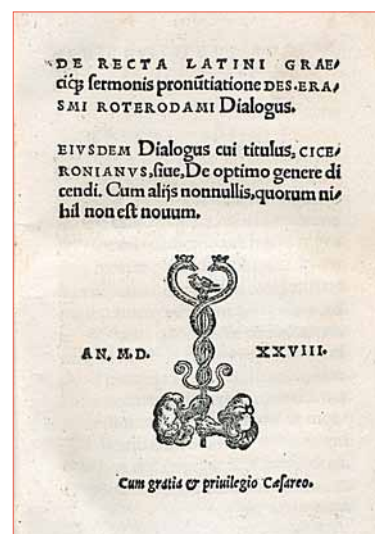 DE RECTA LATINI GRAE/
ciq́; sermonis pronũtiatione DES. ERA/
SMI ROTERODAMI Dialogus.
EIVSDEM Dialogus cui titulus, CICE/
RONIANVS, siue, De optimo genere di
cendi. Cum alijs nonnullis, quorum ni/
hil non est nouum.
AN. M.D. XXVIII.
Cum gratia & priuilegio Cæsareo.